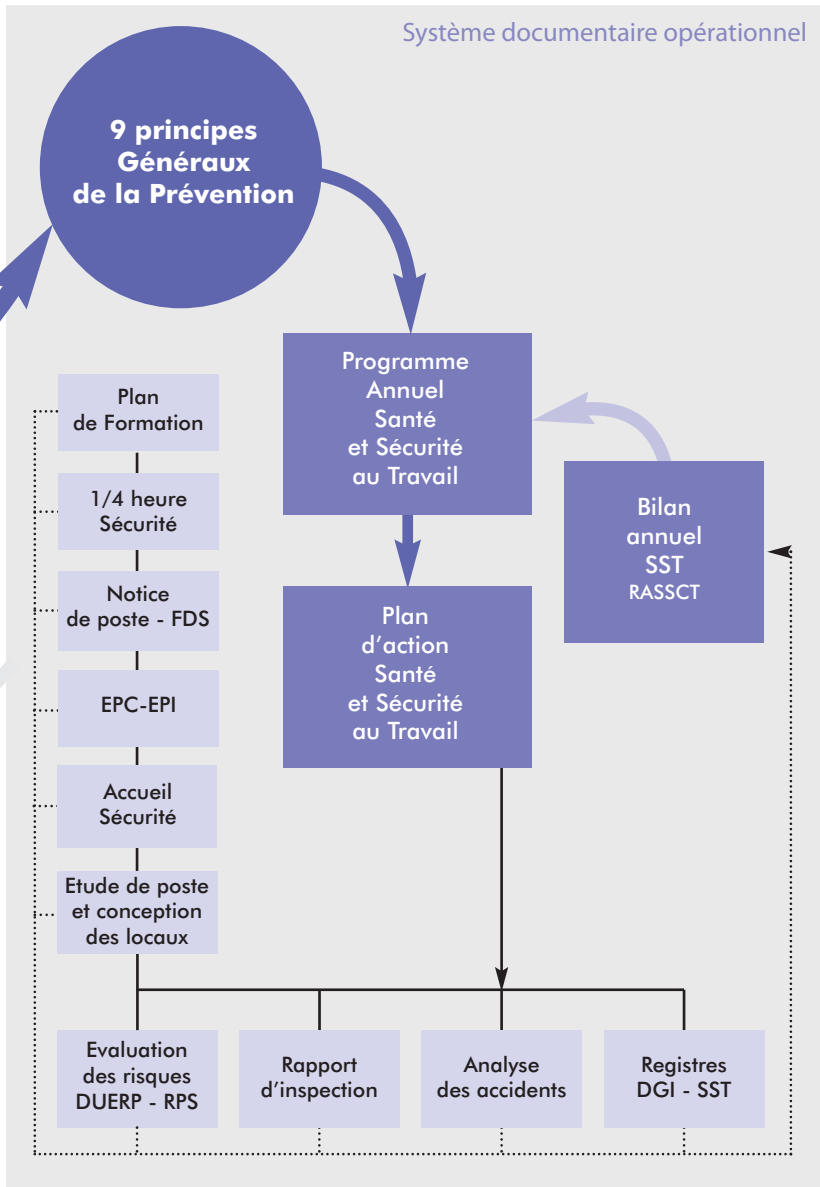 Système documentaire opérationnel
9 principes
Généraux
de la Prévention
Programme
Annuel
Santé
et Sécurité
au Travail
Plan
de Formation
1/4 heure
Sécurité
Notice
de poste - FDS
EPC-EPI
Accueil
Sécurité
Etude de poste
et conception
des locaux
Bilan
annuel
SST
RASSCT
Plan
d’action
Santé
et Sécurité
au Travail
Evaluation
des risques
DUERP - RPS
Rapport
d’inspection
Analyse
des accidents
Registres
DGI - SST